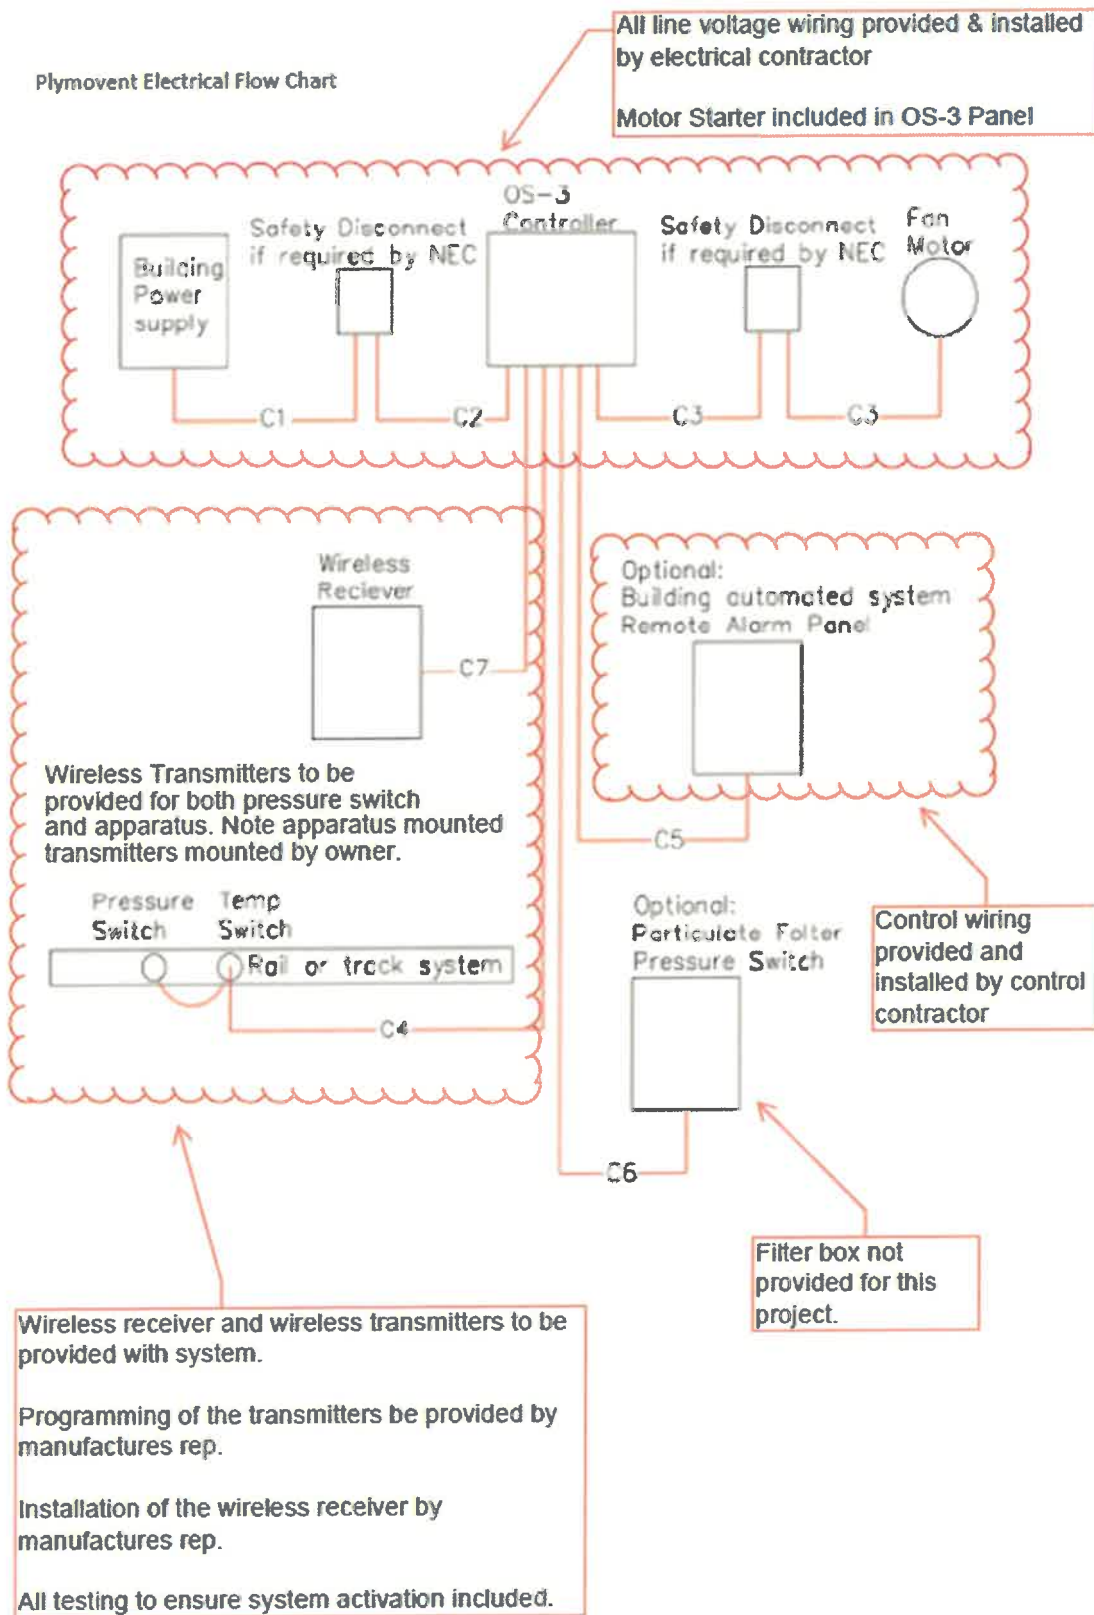 All line voltage wiring provided & installed
by electrical contractor
Motor Starter included in OS-3 Panel
Plymovent Electrical Flow Chart
OS-3
Controller
Safety Disconnect
if required by NEC
Safety Disconnect
if required by NEC
Fan
Motor
Building
Power
supply
C1
C2
C3
C3
Wireless
Reciever
C7
Optional:
Building automated system
Remote Alarm Panel
C5
Wireless Transmitters to be
provided for both pressure switch
and apparatus. Note apparatus mounted
transmitters mounted by owner.
Pressure
Switch
Temp
Switch
Rail or track system
C4
Optional:
Particulate Folter
Pressure Switch
C6
Control wiring
provided and
installed by control
contractor
Filter box not
provided for this
project.
Wireless receiver and wireless transmitters to be
provided with system.
Programming of the transmitters be provided by
manufactures rep.
Installation of the wireless receiver by
manufactures rep.
All testing to ensure system activation included.